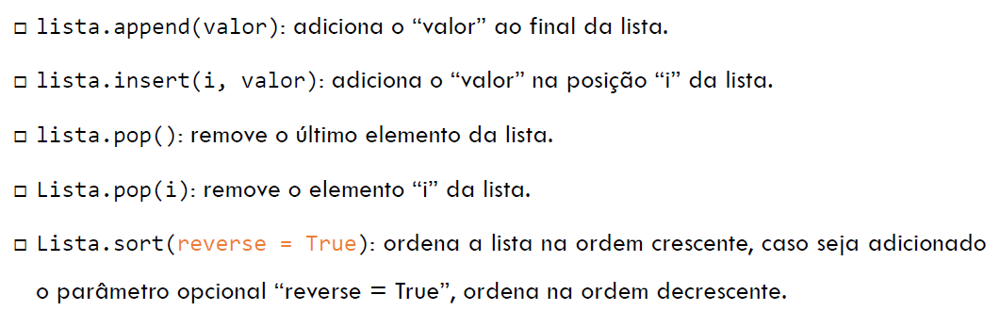 □ lista.append(valor): adiciona o “valor” ao final da lista.
□ lista.insert(i, valor): adiciona o “valor” na posição “i” da lista.
□ lista.pop(): remove o último elemento da lista.
□ Lista.pop(i): remove o elemento “i” da lista.
□ Lista.sort(reverse = True): ordena a lista na ordem crescente, caso seja adicionado
o parâmetro opcional “reverse = True”, ordena na ordem decrescente.